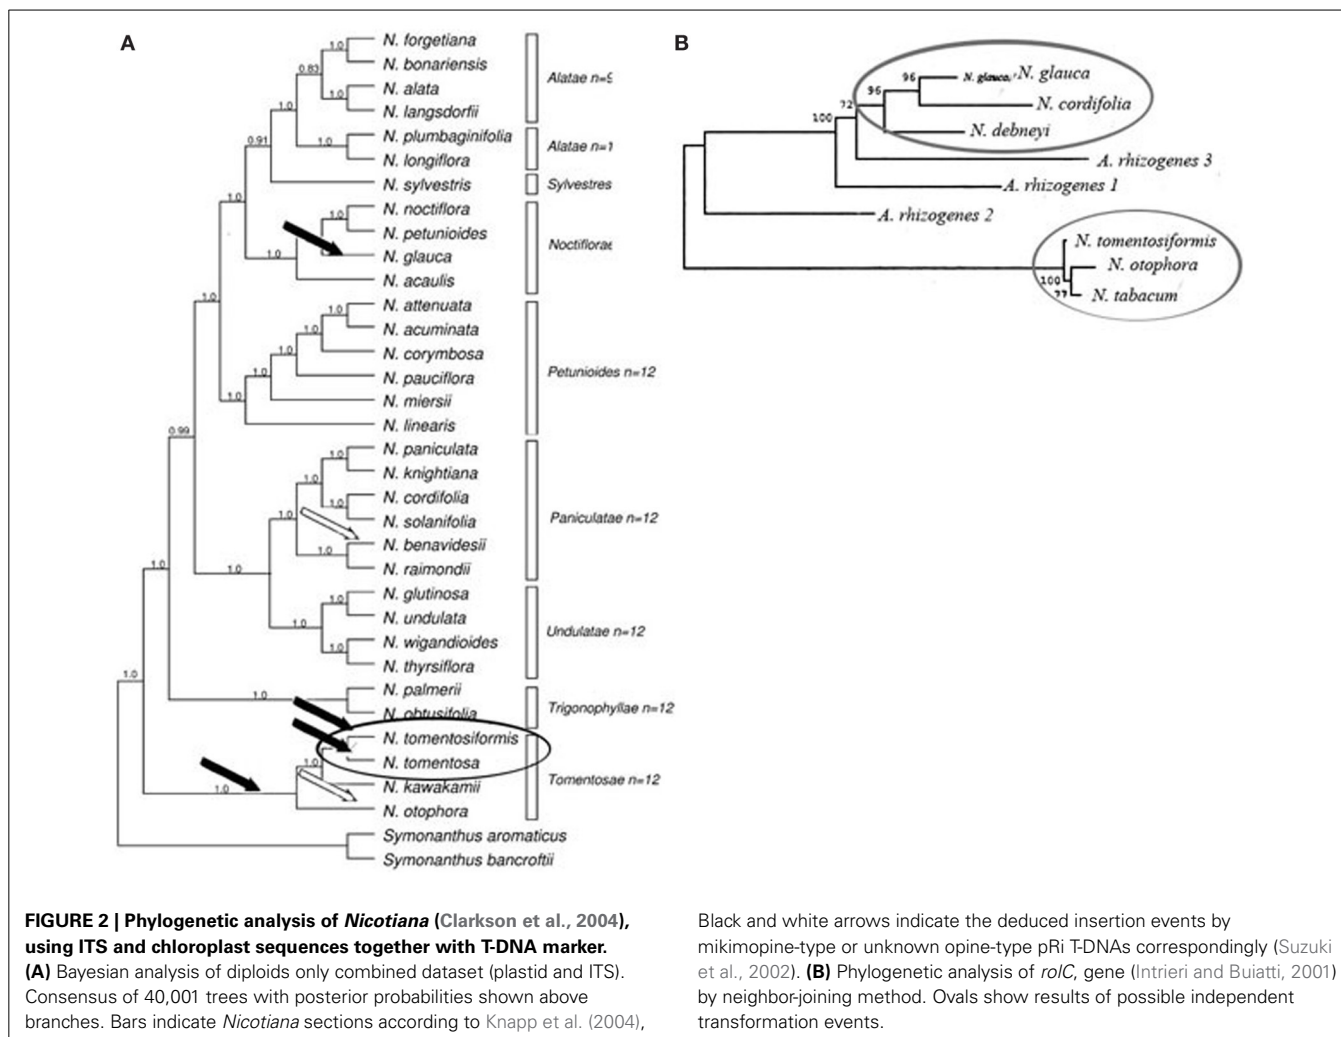 A
1.0
N. forgetiana
0.83
N. bonariensis
Alatae n=9
1.0
N. alata
1.0
N. langsdorfii
0.91
1.0
N. plumbaginifolia
Alatae n=1
N. longiflora
N. sylvestris
Sylvestres
1.0
1.0
N. noctiflora
N. petunioides
Noctiflorae
1.0
N. glauca
N. acaulis
1.0
1.0
N. attenuata
1.0
N. acuminata
1.0
N. corymbosa
1.0
N. pauciflora
Petunioides n=12
1.0
N. miersii
N. linearis
0.99
1.0
N. paniculata
1.0
N. knightiana
1.0
N. cordifolia
1.0
N. solanifolia
Paniculatae n=12
1.0
N. benavidesii
N. raimondii
1.0
1.0
1.0
N. glutinosa
1.0
N. undulata
Undulatae n=12
1.0
N. wigandioides
N. thyrsiflora
1.0
1.0
N. palmerii
N. obtusifolia
Trigonophyllae n=12
N. tomentosiformis
1.0
N. tomentosa
Tomentosae n=12
1.0
N. kawakamii
N. otophora
Symonanthus aromaticus
Symonanthus bancroftii
B
96
N. glauca,
N. glauca
96
N. cordifolia
72
N. debneyi
100
A. rhizogenes 3
A. rhizogenes 1
A. rhizogenes 2
N. tomentosiformis
N. otophora
100
77
N. tabacum
FIGURE 2 | Phylogenetic analysis of Nicotiana (Clarkson et al., 2004),
using ITS and chloroplast sequences together with T-DNA marker.
(A) Bayesian analysis of diploids only combined dataset (plastid and ITS).
Consensus of 40,001 trees with posterior probabilities shown above
branches. Bars indicate Nicotiana sections according to Knapp et al. (2004),
Black and white arrows indicate the deduced insertion events by
mikimopine-type or unknown opine-type pRi T-DNAs correspondingly (Suzuki
et al., 2002). (B) Phylogenetic analysis of rolC, gene (Intrieri and Buiatti, 2001)
by neighbor-joining method. Ovals show results of possible independent
transformation events.